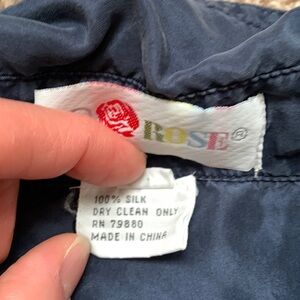 ROSE®
100% SILK
DRY CLEAN ONLY
RN 79880
MADE IN CHINA